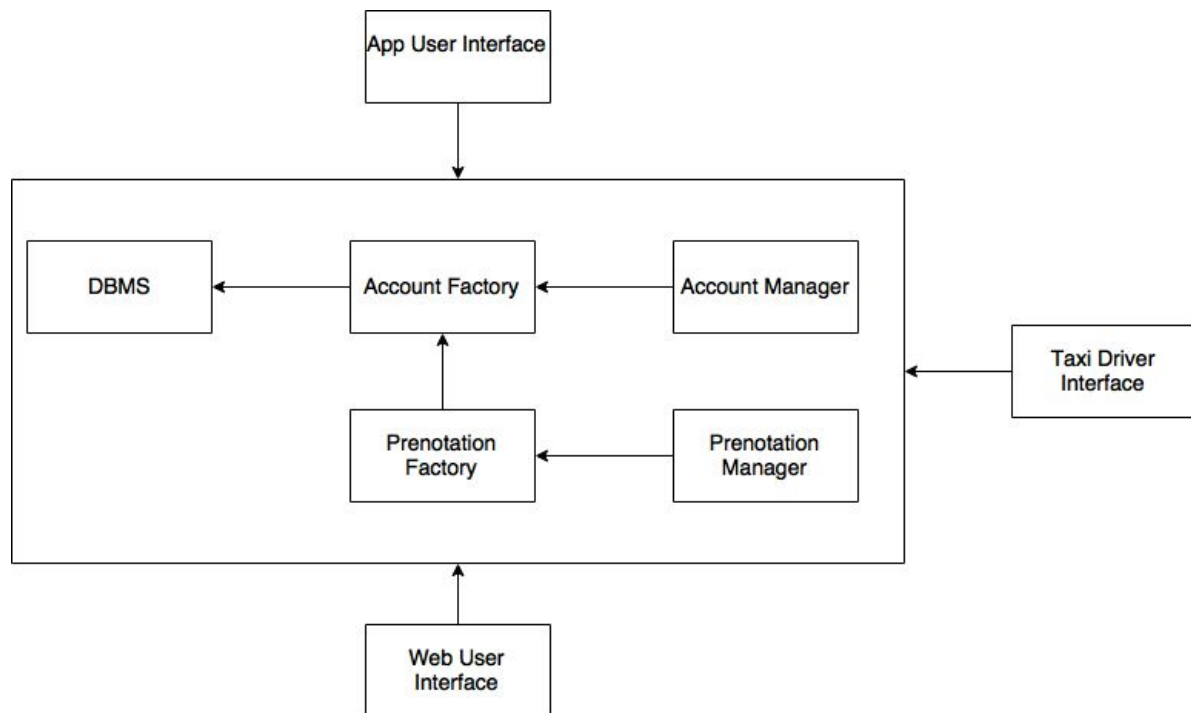 App User Interface
DBMS
Account Factory
Account Manager
Taxi Driver
Interface
Prenotation
Factory
Prenotation
Manager
Web User
Interface